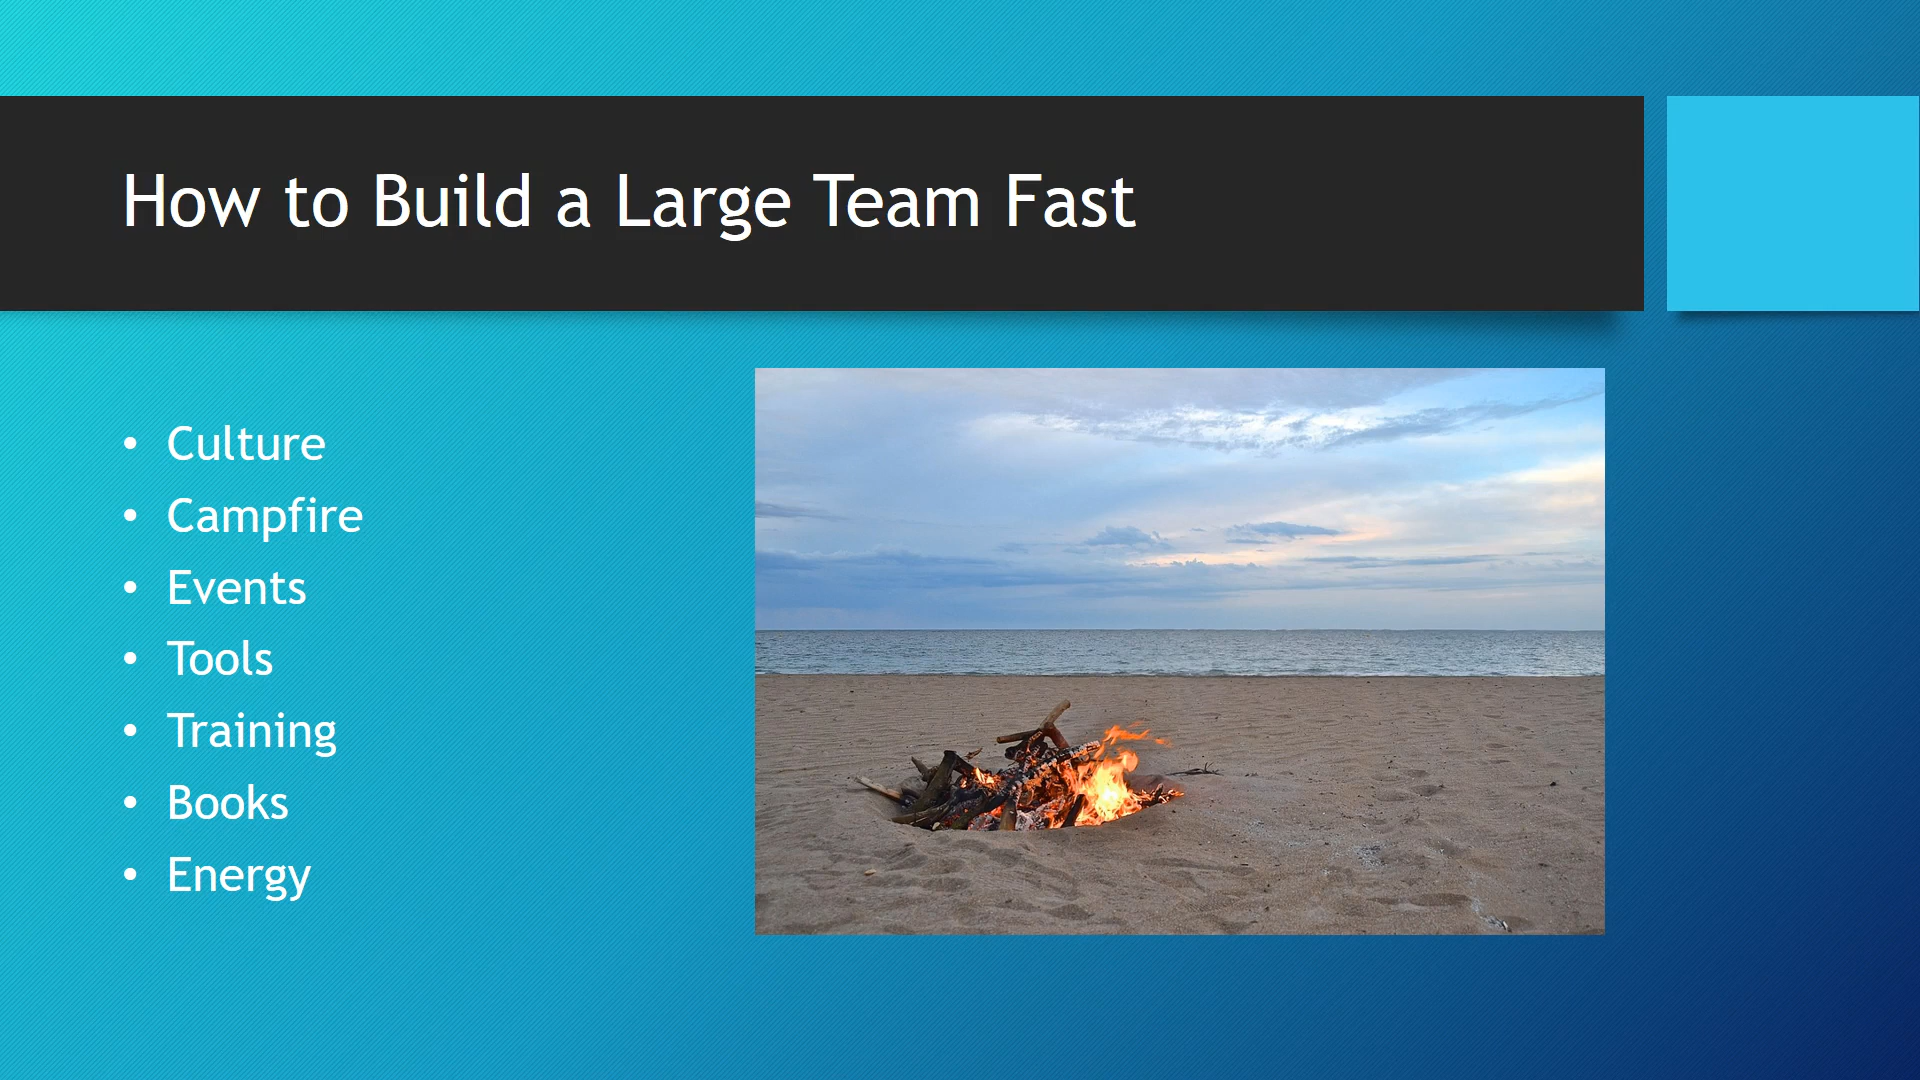 How to Build a Large Team Fast
• Culture
• Campfire
• Events
• Tools
• Training
• Books
• Energy